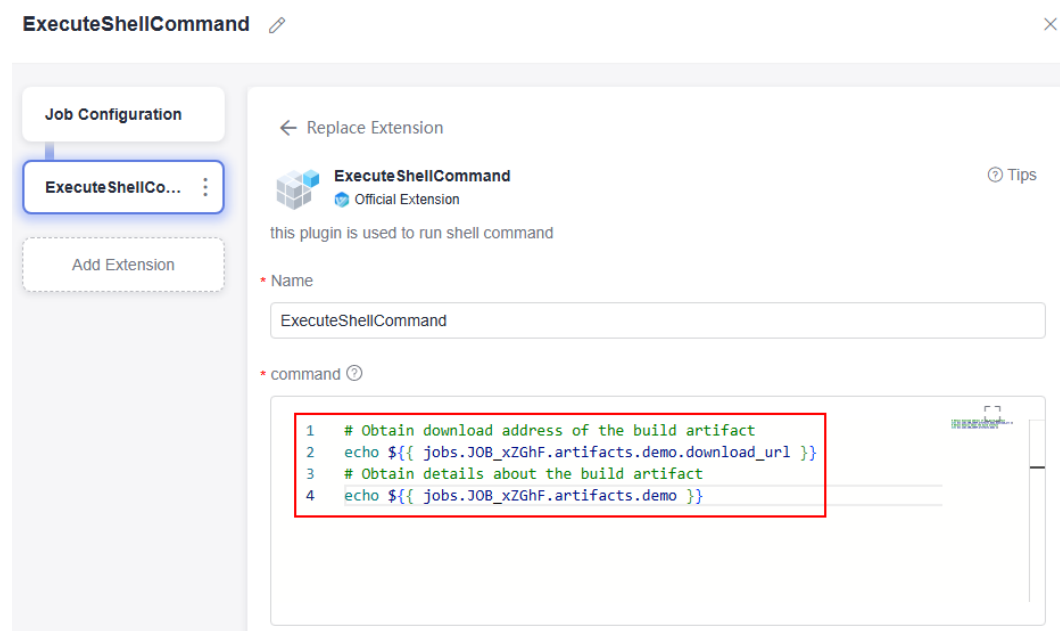 ExecuteShellCommand
Job Configuration
ExecuteShellCo...
Add Extension
Replace Extension
ExecuteShellCommand
Official Extension
Tips
this plugin is used to run shell command
* Name
ExecuteShellCommand
* command
1 # Obtain download address of the build artifact
2 echo ${{ jobs.JOB_xZGhF.artifacts.demo.download_url }}
3 # Obtain details about the build artifact
4 echo ${{ jobs.JOB_xZGhF.artifacts.demo }}